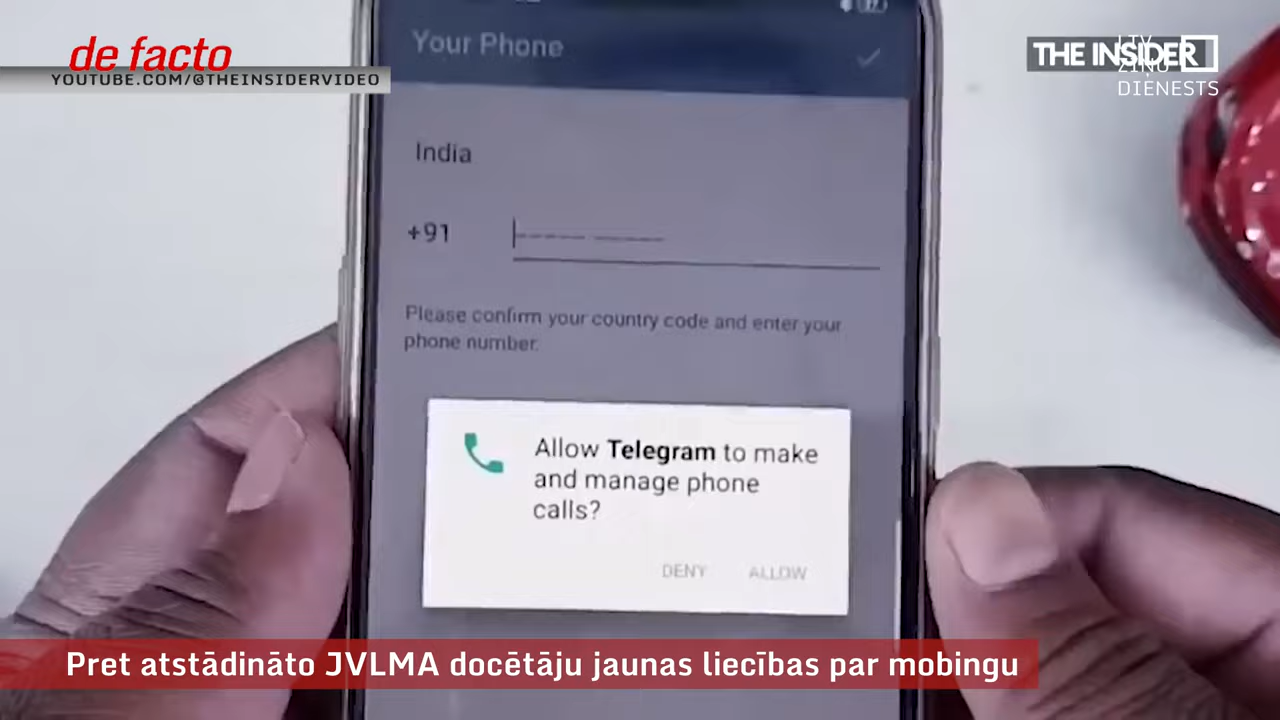 de facto
YOUTUBE.COM/@THEINSIDERVIDEO
THE INSIDER
LTV
ZIŅU
DIENESTS
Your Phone
India
+91
Please confirm your country code and enter your
phone number.
Allow Telegram to make
and manage phone
calls?
DENY ALLOW
Pret atstādināto JVLMA docētāju jaunas liecības par mobingu